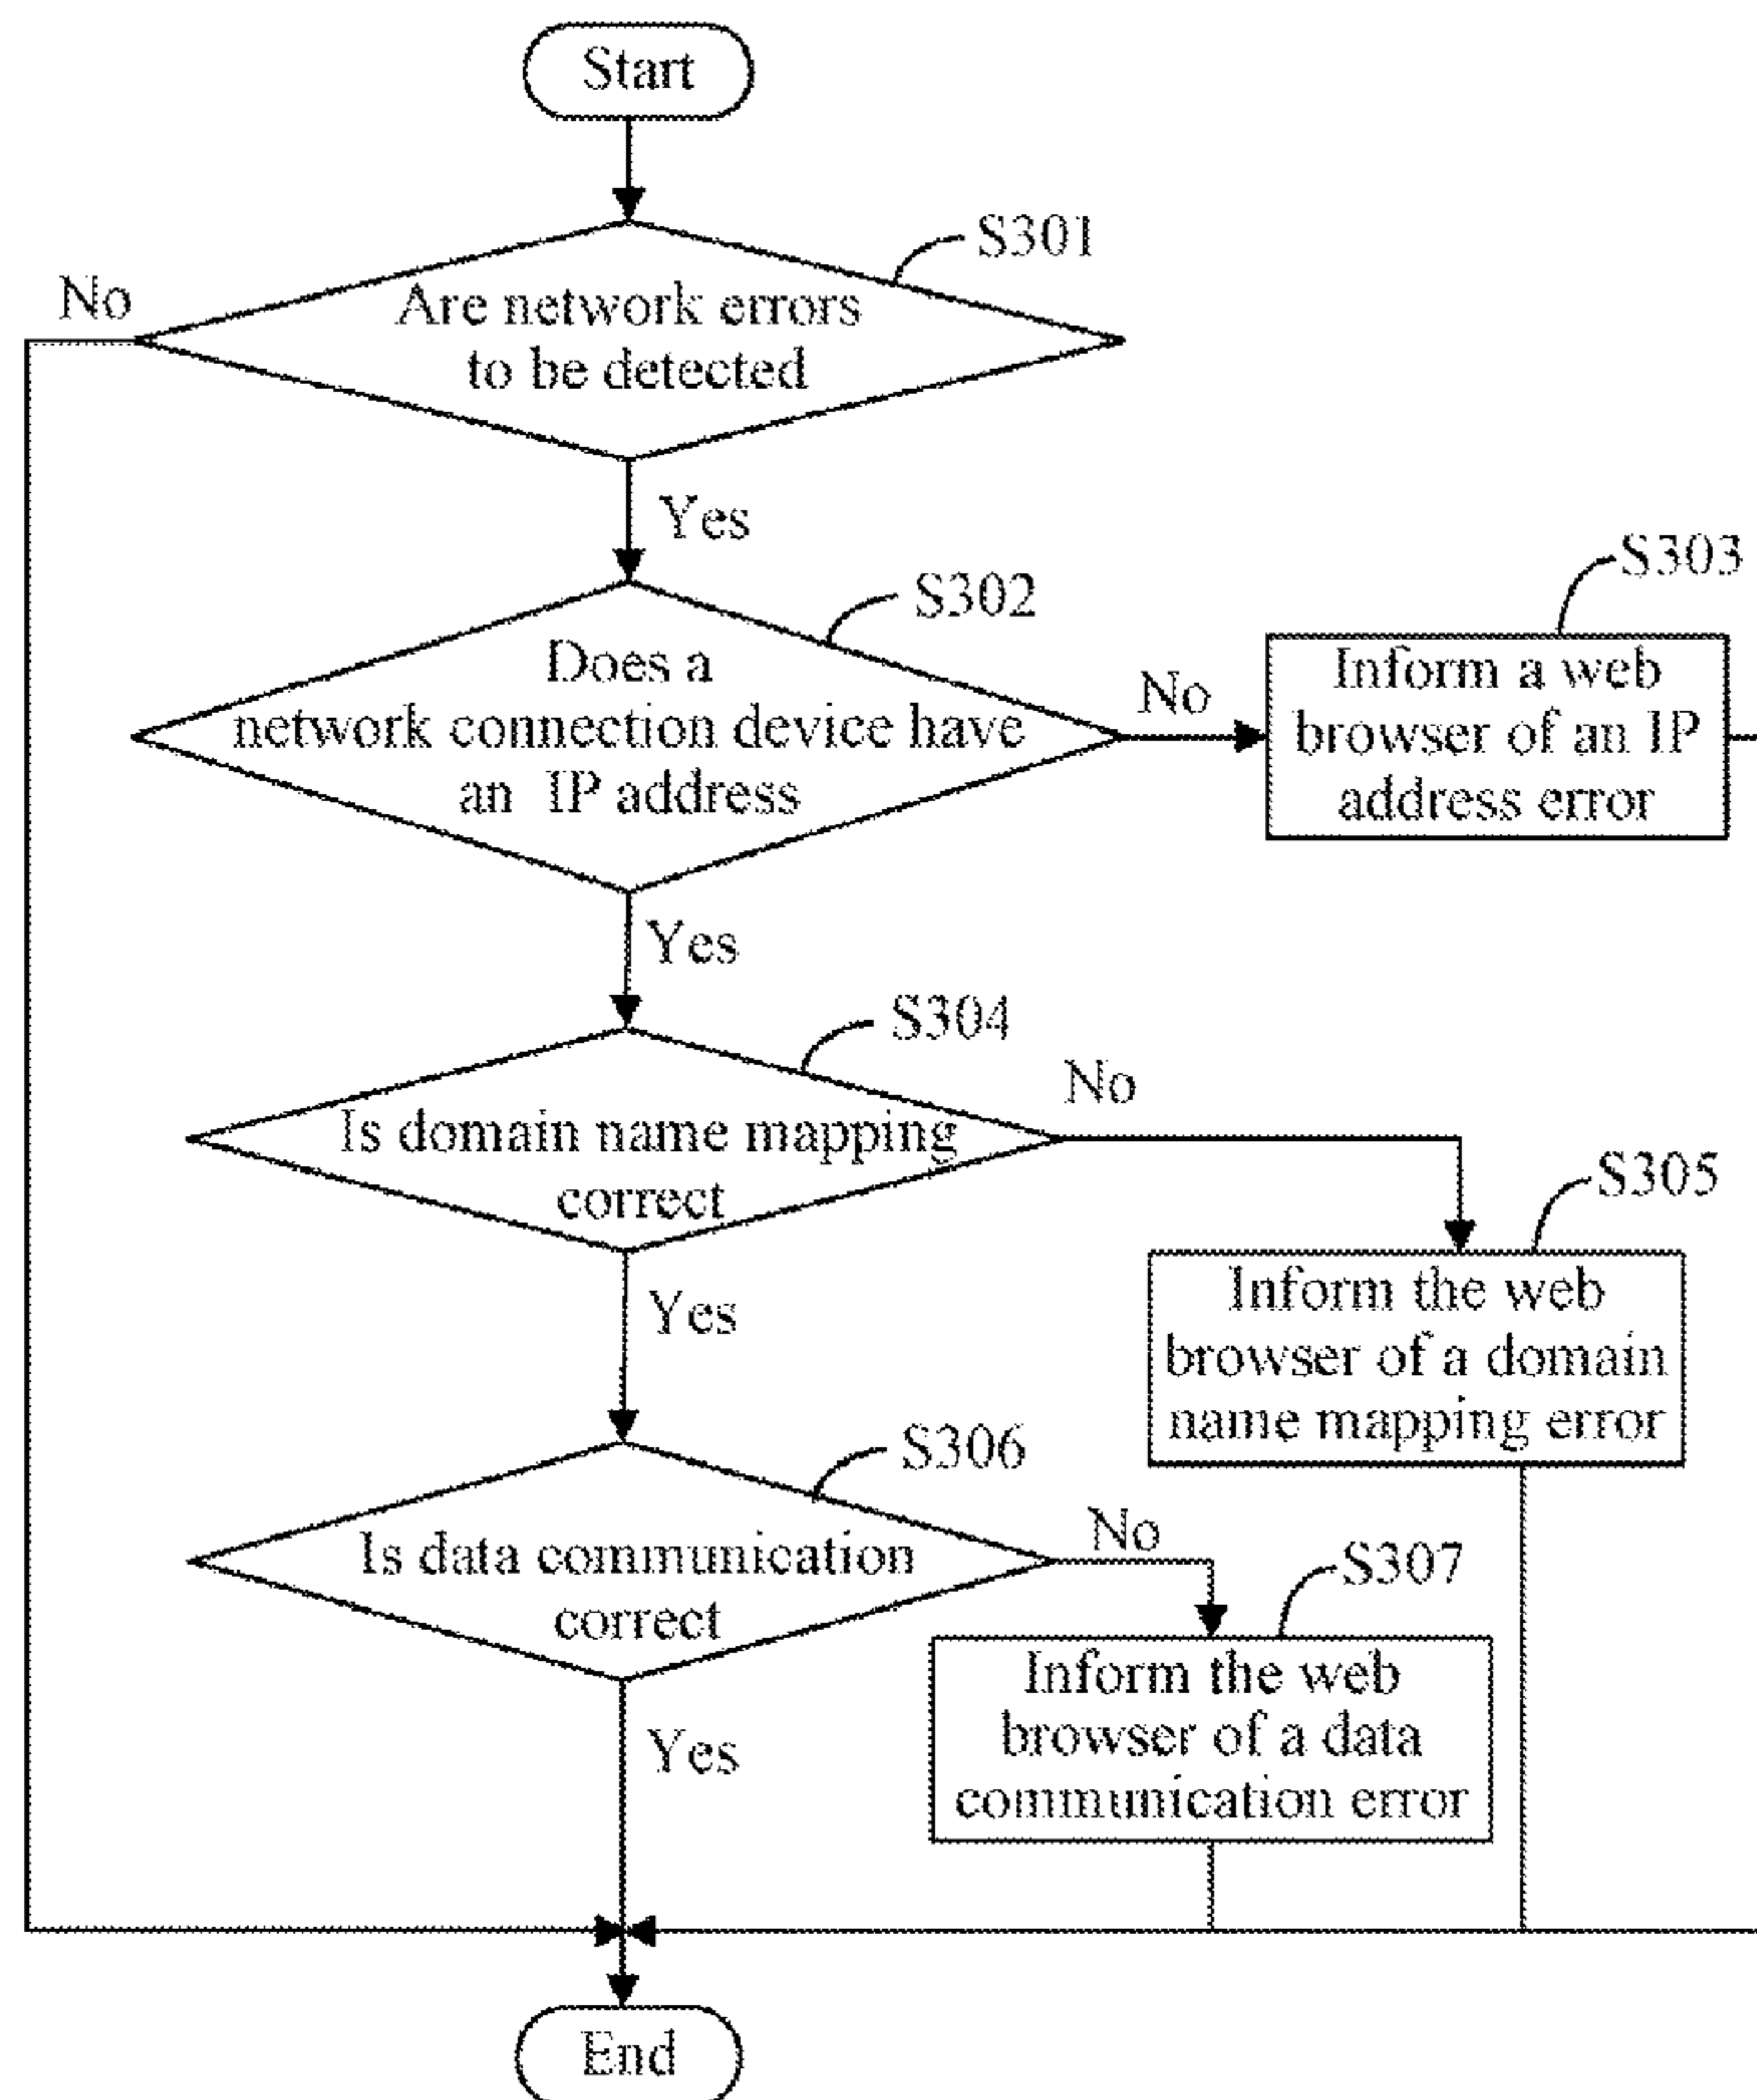 Start
S301
No
Are network errors
to be detected
Yes
S302
S303
Does a
network connection device have
an IP address
No
Inform a web
browser of an IP
address error
Yes
S304
No
Is domain name mapping
correct
S305
Inform the web
browser of a domain
name mapping error
Yes
S306
No
Is data communication
correct
S307
Inform the web
browser of a data
communication error
Yes
End